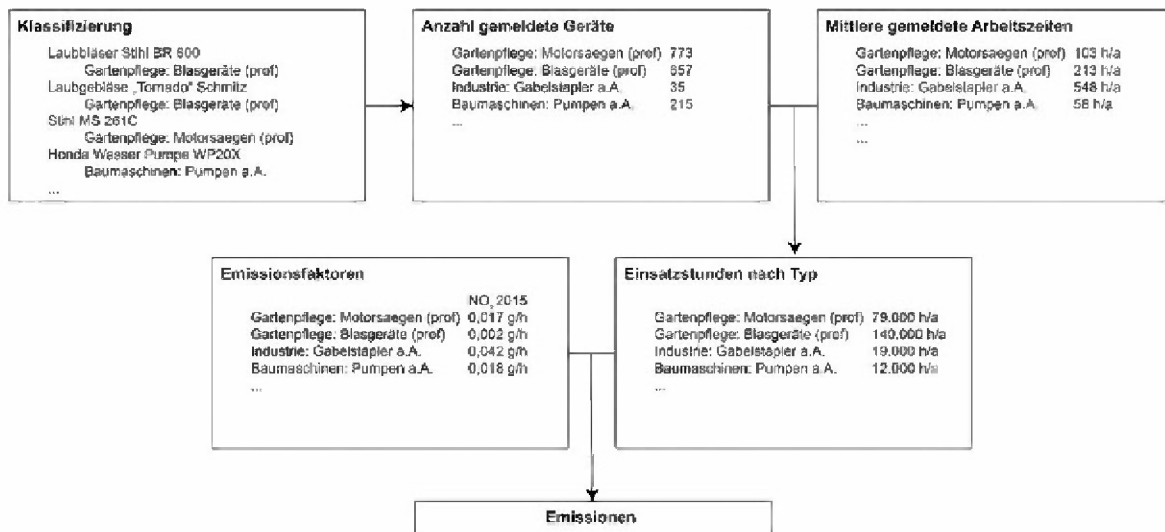 Klassifizierung
Laubbläser Stihl BR 600
Gartenpflege: Blasgeräte (prof)
Laubgebläse „Tornado“ Schmitz
Gartenpflege: Blasgeräte (prof)
Stihl MS 261C
Gartenpflege: Motorsaegen (prof)
Honda Wasser Pumpe WP20X
Baumaschinen: Pumpen a.A.
...
Anzahl gemeldete Geräte
Gartenpflege: Motorsaegen (prof) 773
Gartenpflege: Blasgeräte (prof) 657
Industrie: Gabelstapler a.A. 35
Baumaschinen: Pumpen a.A. 215
...
Mittlere gemeldete Arbeitszeiten
Gartenpflege: Motorsaegen (prof) 103 h/a
Gartenpflege: Blasgeräte (prof) 213 h/a
Industrie: Gabelstapler a.A. 548 h/a
Baumaschinen: Pumpen a.A. 58 h/a
...
...
Emissionsfaktoren
NOx 2015
Gartenpflege: Motorsaegen (prof) 0,017 g/h
Gartenpflege: Blasgeräte (prof) 0,002 g/h
Industrie: Gabelstapler a.A. 0,042 g/h
Baumaschinen: Pumpen a.A. 0,018 g/h
...
Einsatzstunden nach Typ
Gartenpflege: Motorsaegen (prof) 79.000 h/a
Gartenpflege: Blasgeräte (prof) 140.000 h/a
Industrie: Gabelstapler a.A. 19.000 h/a
Baumaschinen: Pumpen a.A. 12.000 h/a
...
Emissionen